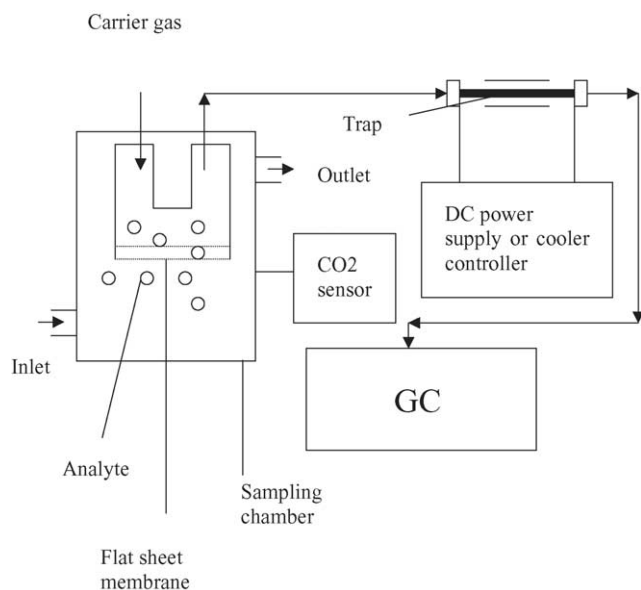 Carrier gas
Trap
Outlet
DC power
supply or cooler
controller
CO2
sensor
Inlet
GC
Analyte
Sampling
chamber
Flat sheet
membrane